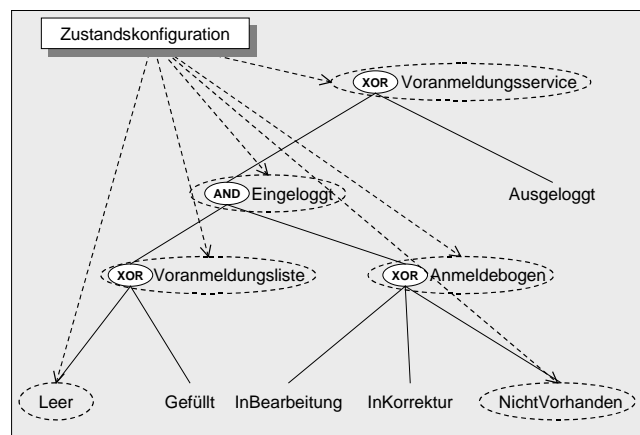 Zustandskonfiguration
XOR Voranmeldungsservice
AND Eingeloggt
Ausgeloggt
XOR Voranmeldungsliste
XOR Anmeldebogen
Leer
Gefüllt
InBearbeitung
InKorrektur
NichtVorhanden